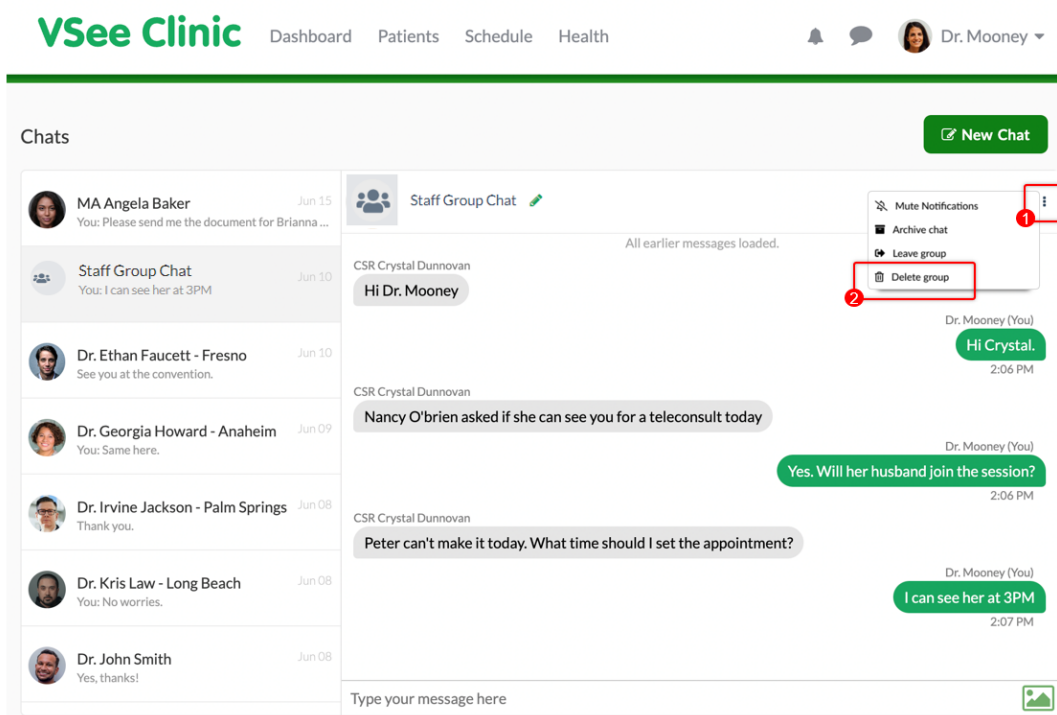 VSee Clinic Dashboard Patients Schedule Health Dr. Mooney
Chats
New Chat
MA Angela Baker Jun 15
You: Please send me the document for Brianna ...
Staff Group Chat Jun 10
You: I can see her at 3PM
Dr. Ethan Faucett - Fresno Jun 10
See you at the convention.
Dr. Georgia Howard - Anaheim Jun 09
You: Same here.
Dr. Irvine Jackson - Palm Springs Jun 08
Thank you.
Dr. Kris Law - Long Beach Jun 08
You: No worries.
Dr. John Smith Jun 08
Yes, thanks!
Staff Group Chat
1
Mute Notifications
Archive chat
Leave group
2
Delete group
All earlier messages loaded.
CSR Crystal Dunnovan
Hi Dr. Mooney
Dr. Mooney (You)
Hi Crystal.
2:06 PM
CSR Crystal Dunnovan
Nancy O'brien asked if she can see you for a teleconsult today
Dr. Mooney (You)
Yes. Will her husband join the session?
2:06 PM
CSR Crystal Dunnovan
Peter can't make it today. What time should I set the appointment?
Dr. Mooney (You)
I can see her at 3PM
2:07 PM
Type your message here